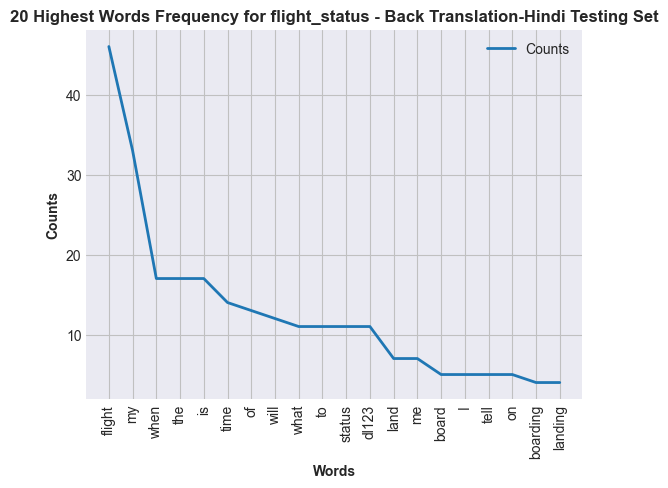 20 Highest Words Frequency for flight_status - Back Translation-Hindi Testing Set
Counts
Counts
40
30
20
10
flight
my
when
the
is
time
of
will
what
to
status
dl123
land
me
board
I
tell
on
boarding
landing
Words